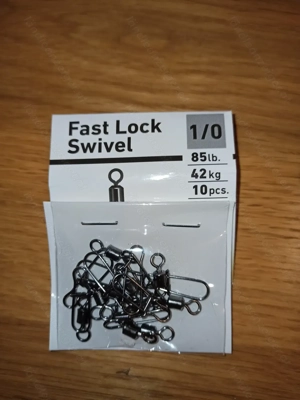 Fast Lock
Swivel
1/0
85lb.
42kg
10pcs.